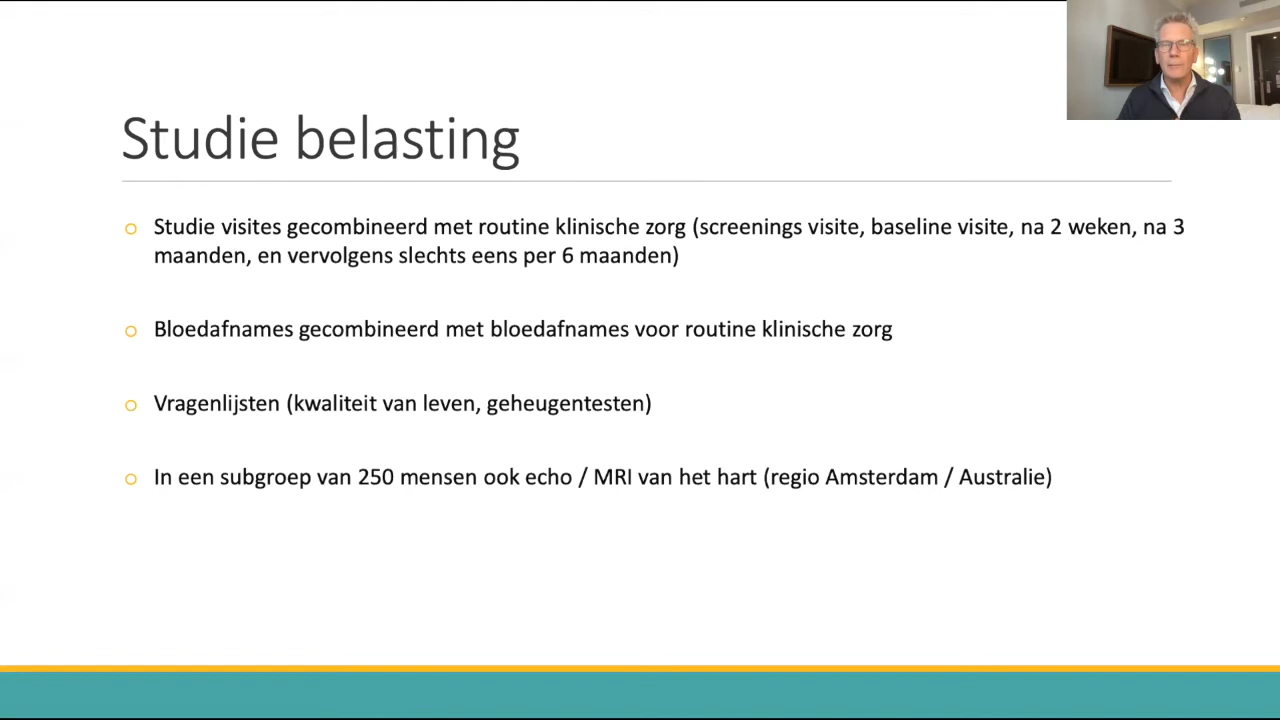 Studie belasting
Studie visites gecombineerd met routine klinische zorg (screenings visite, baseline visite, na 2 weken, na 3
maanden, en vervolgens slechts eens per 6 maanden)
Bloedafnames gecombineerd met bloedafnames voor routine klinische zorg
Vragenlijsten (kwaliteit van leven, geheugentesten)
In een subgroep van 250 mensen ook echo / MRI van het hart (regio Amsterdam / Australie)